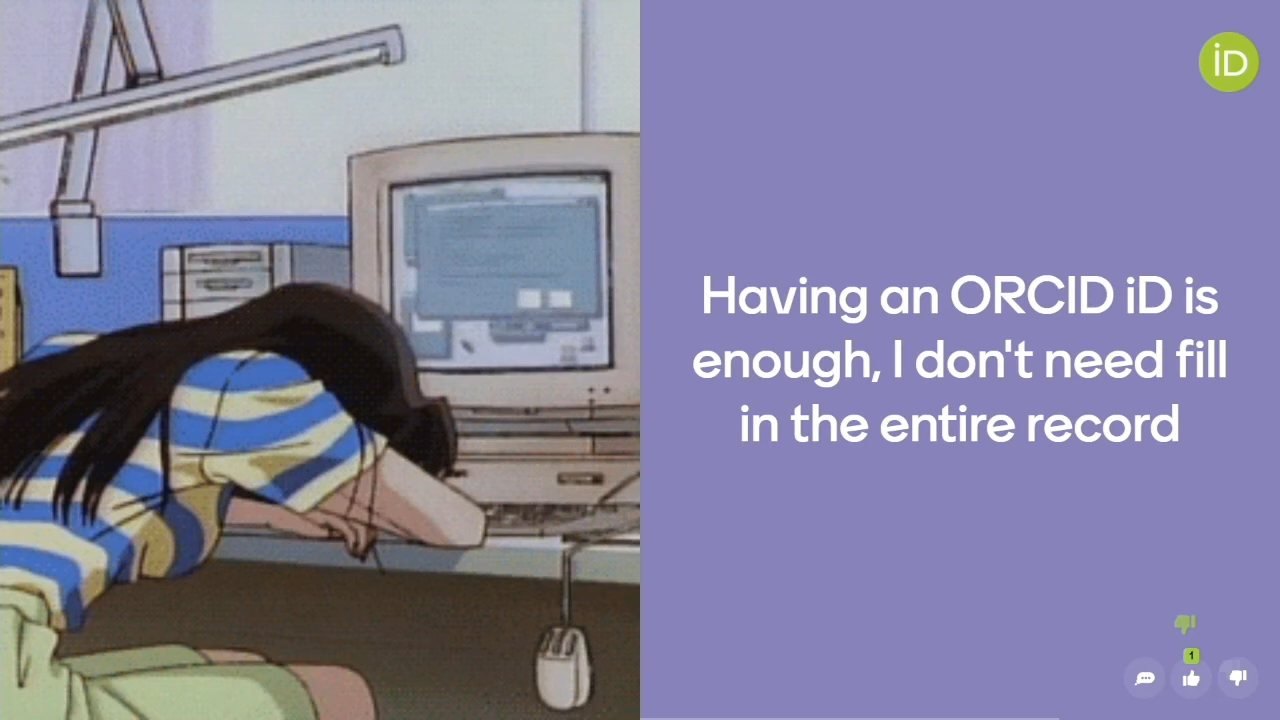 iD
Having an ORCID iD is
enough, I don't need fill
in the entire record
1